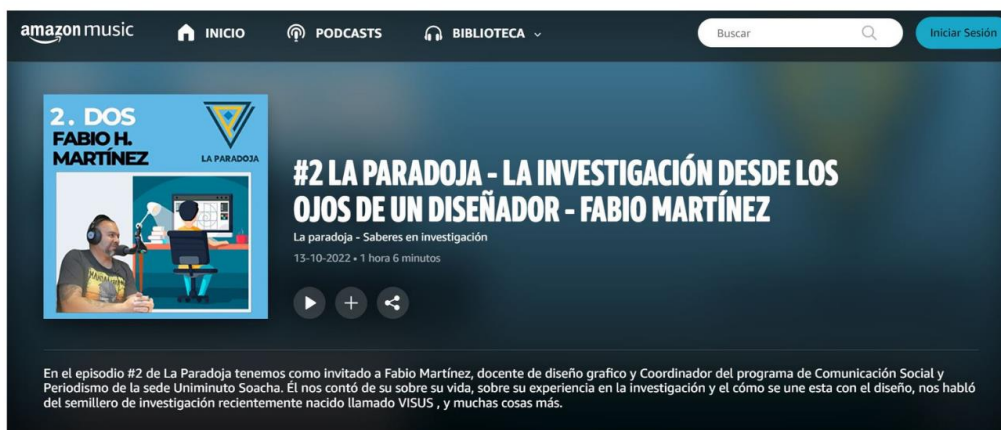 amazon music
INICIO
PODCASTS
BIBLIOTECA
Buscar
Iniciar Sesión
2. DOS
FABIO H.
MARTÍNEZ
LA PARADOJA
#2 LA PARADOJA - LA INVESTIGACIÓN DESDE LOS
OJOS DE UN DISEÑADOR - FABIO MARTÍNEZ
La paradoja - Saberes en investigación
13-10-2022 • 1 hora 6 minutos
En el episodio #2 de La Paradoja tenemos como invitado a Fabio Martínez, docente de diseño grafico y Coordinador del programa de Comunicación Social y
Periodismo de la sede Uniminuto Soacha. Él nos contó de su sobre su vida, sobre su experiencia en la investigación y el cómo se une esta con el diseño, nos habló
del semillero de investigación recientemente nacido llamado VISUS , y muchas cosas más.